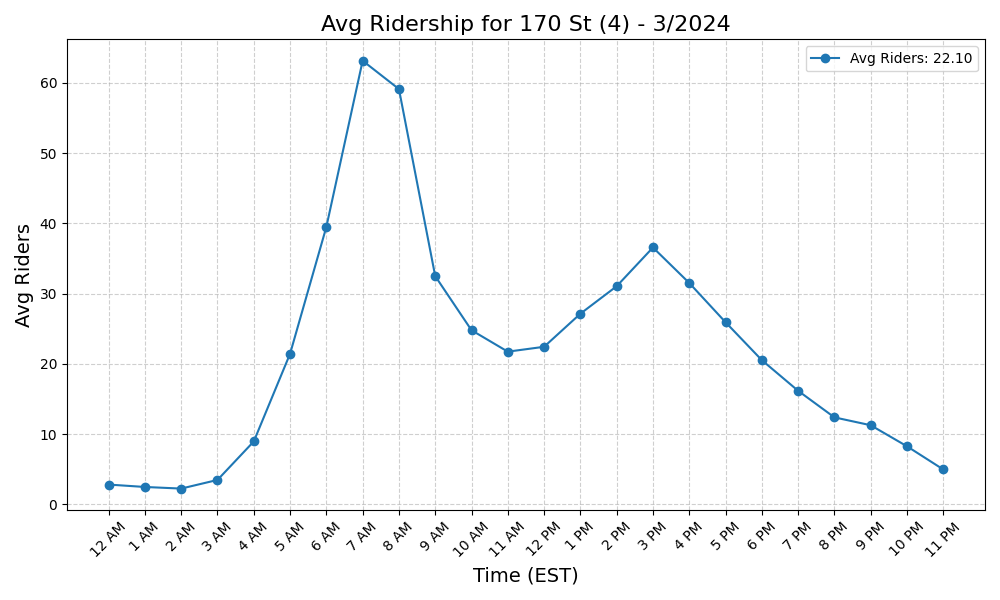 Avg Ridership for 170 St (4) - 3/2024
Avg Riders: 22.10
Avg Riders
60
50
40
30
20
10
0
12 AM
1 AM
2 AM
3 AM
4 AM
5 AM
6 AM
7 AM
8 AM
9 AM
10 AM
11 AM
12 PM
1 PM
2 PM
3 PM
4 PM
5 PM
6 PM
7 PM
8 PM
9 PM
10 PM
11 PM
Time (EST)